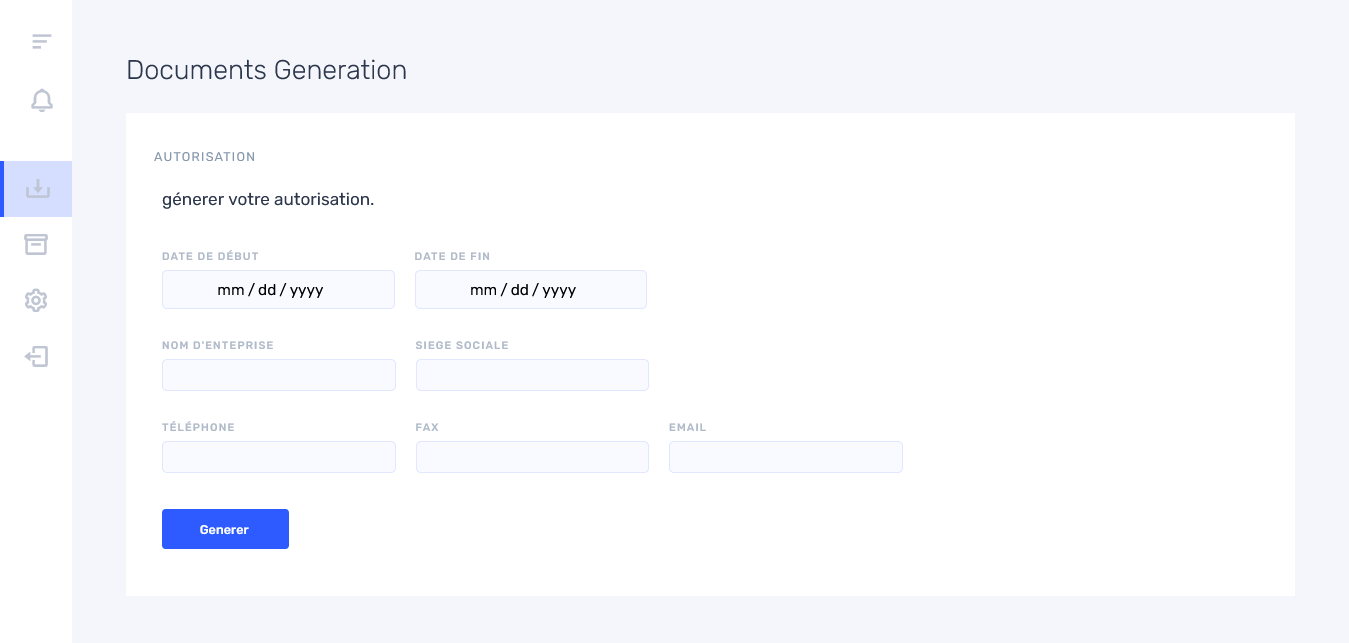 Documents Generation
AUTORISATION
génerer votre autorisation.
DATE DE DÉBUT
DATE DE FIN
mm / dd / yyyy
mm / dd / yyyy
NOM D'ENTEPRISE
SIEGE SOCIALE
TÉLÉPHONE
FAX
EMAIL
Generer